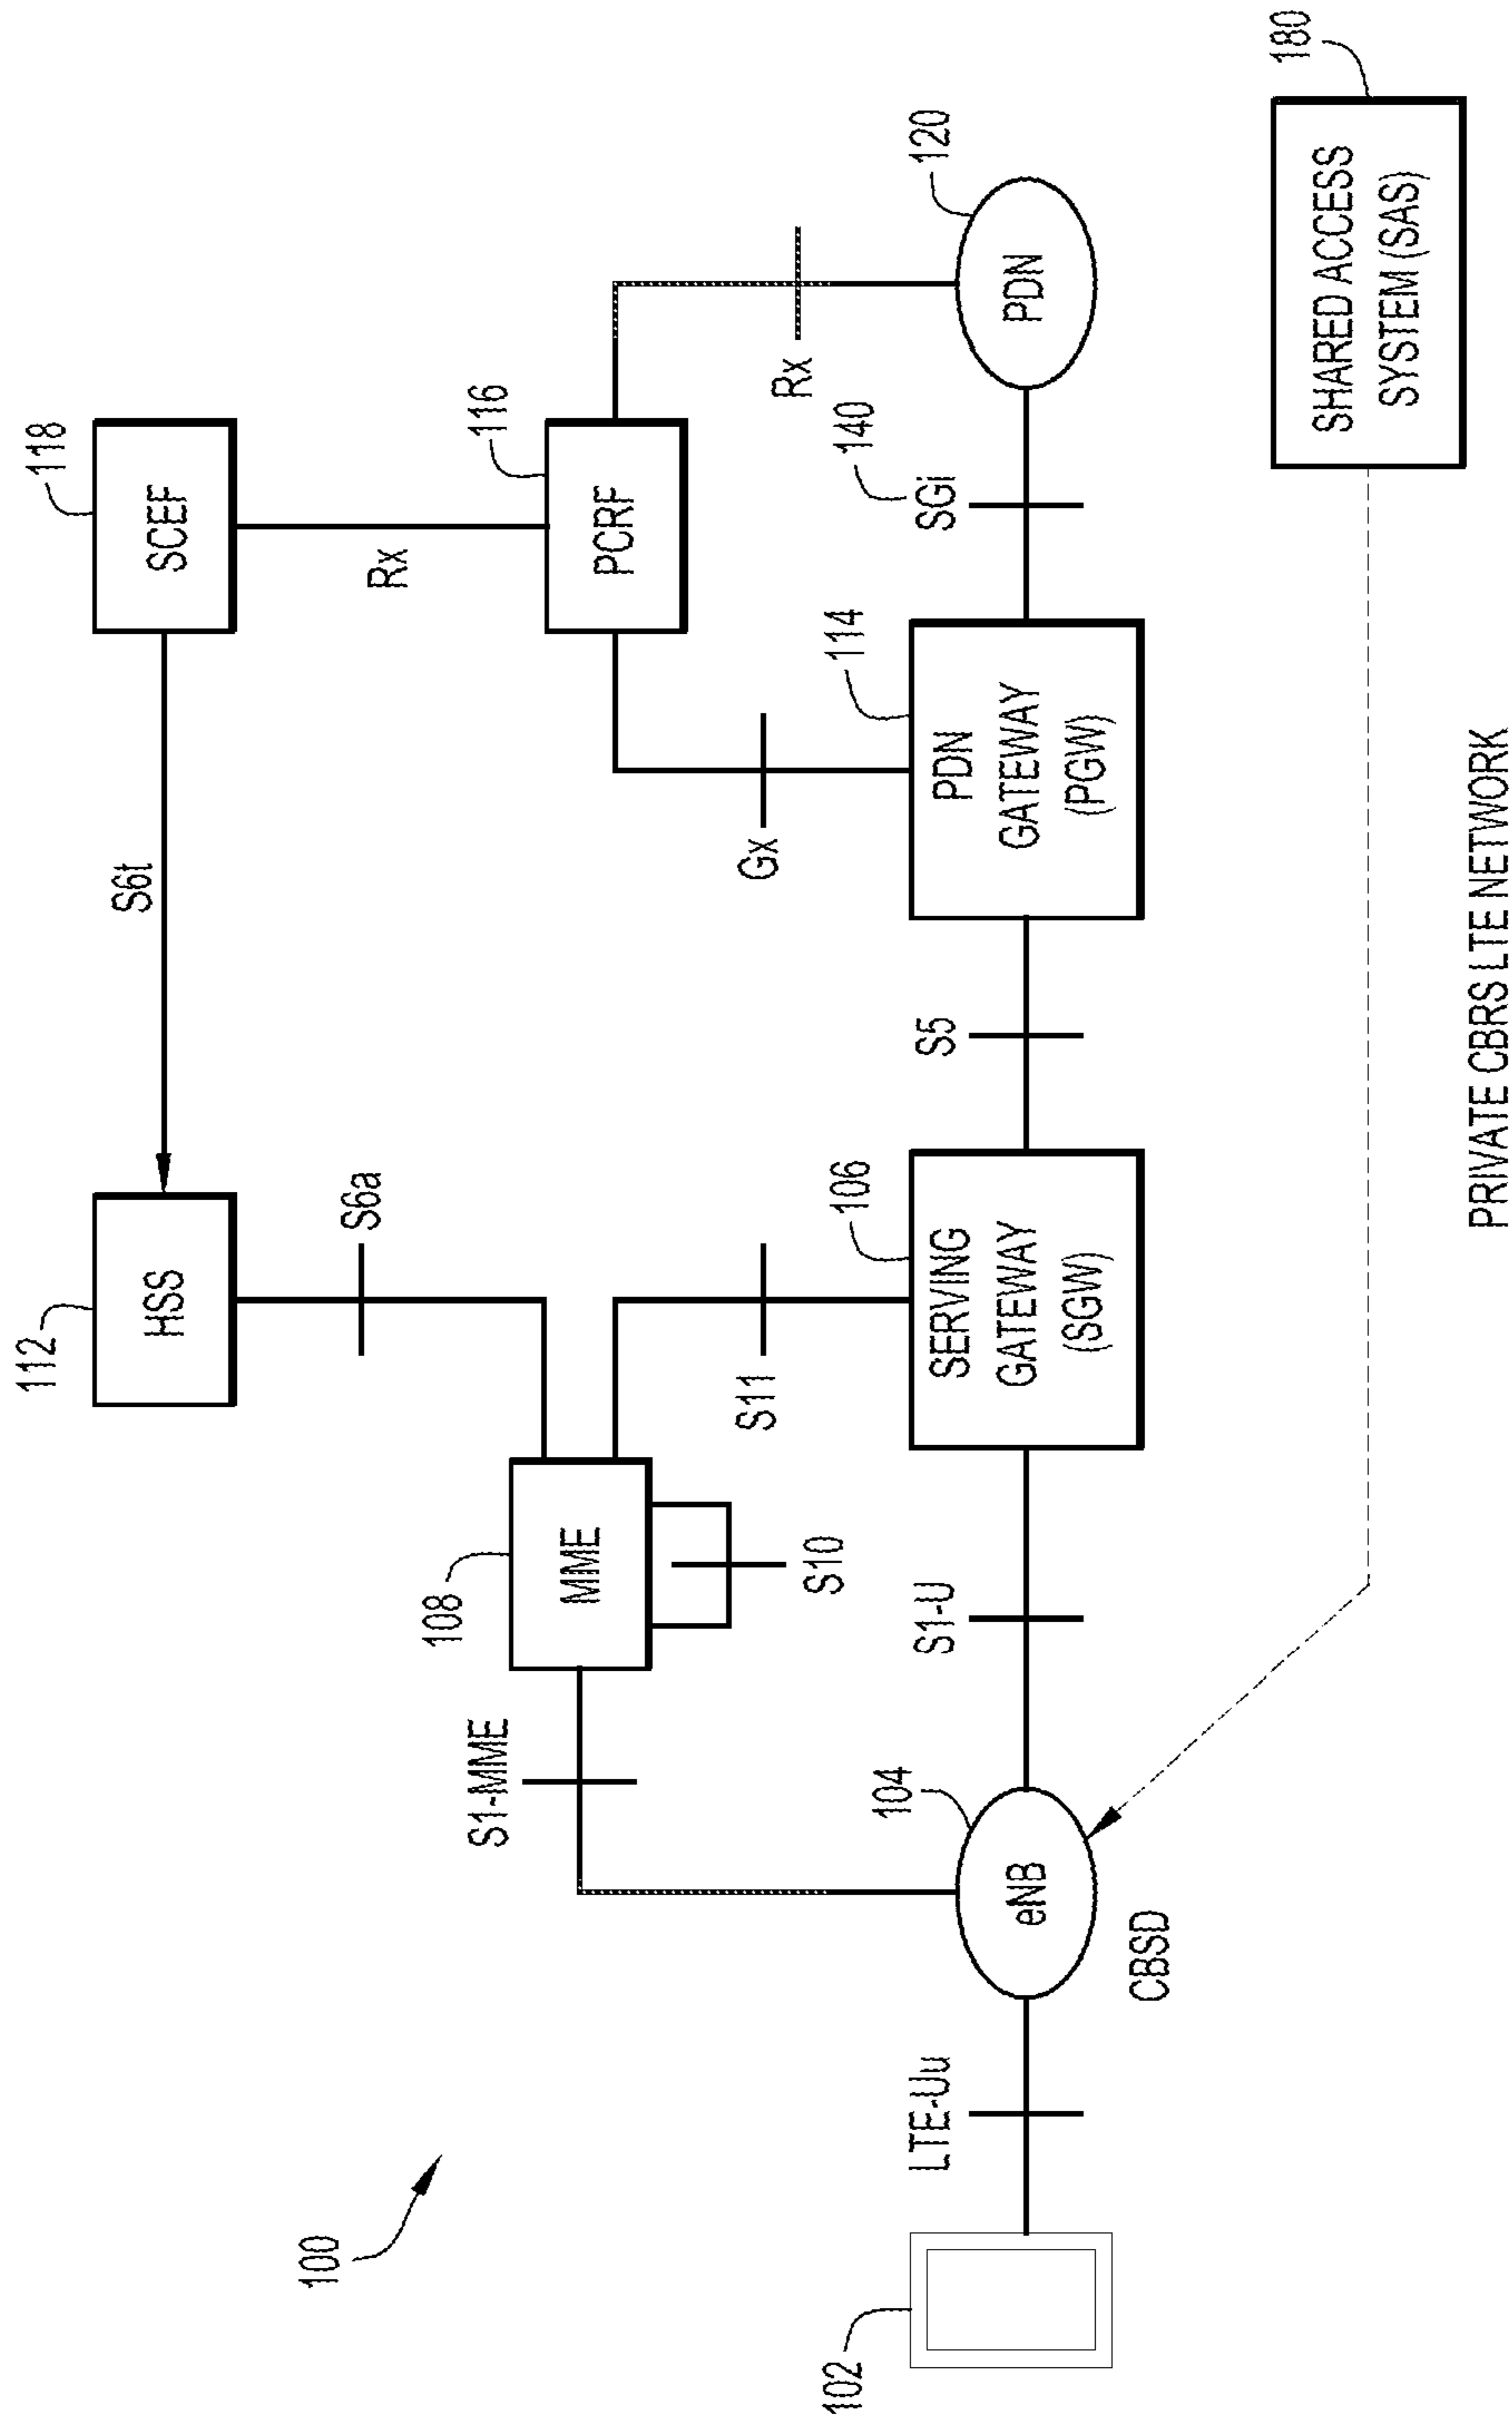 100
112
HSS
S6t
118
SCEF
S6a
Rx
108
MME
S1-MME
S10
S11
Gx
116
PCRF
Rx
102
LTE-Uu
104
eNB
CBSD
S1-U
106
SERVING
GATEWAY
(SGW)
S5
114
PDN
GATEWAY
(PGW)
140
SGi
120
PDN
180
SHARED ACCESS
SYSTEM (SAS)
PRIVATE CBRS LTE NETWORK